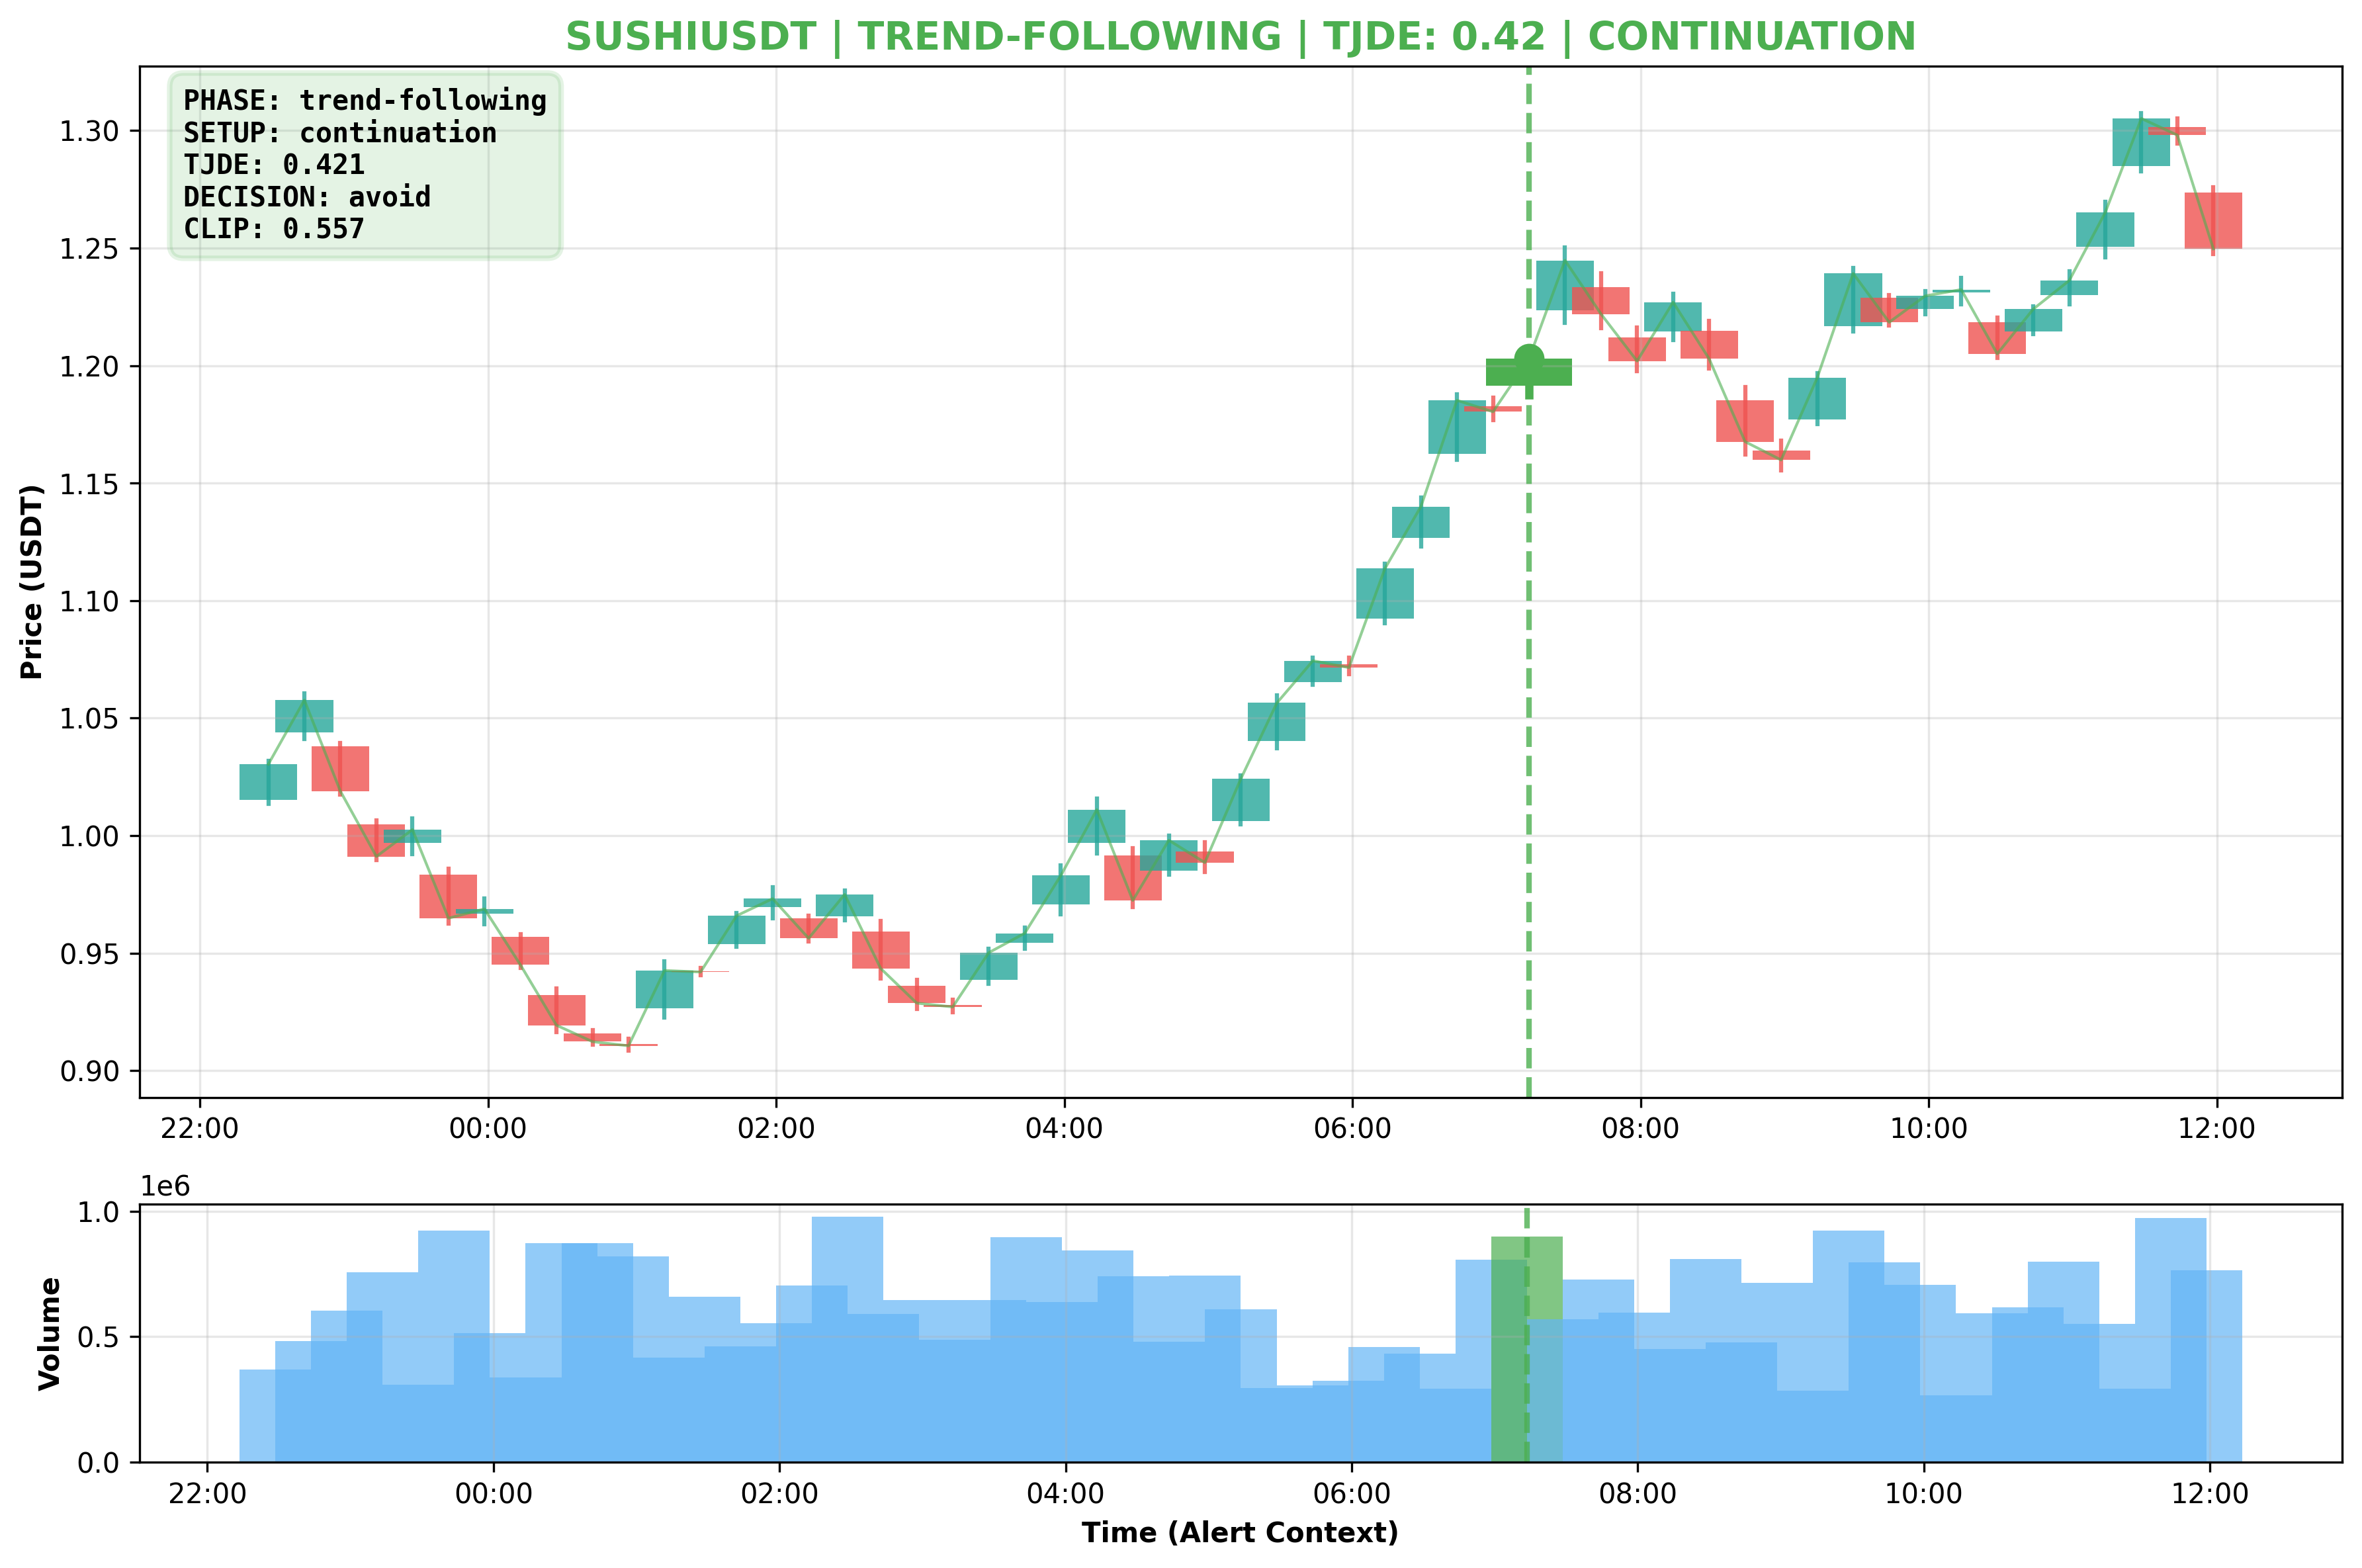 SUSHIUSDT | TREND-FOLLOWING | TJDE: 0.42 | CONTINUATION
PHASE: trend-following
SETUP: continuation
TJDE: 0.421
DECISION: avoid
CLIP: 0.557
Price (USDT)
1.30
1.25
1.20
1.15
1.10
1.05
1.00
0.95
0.90
22:00 00:00 02:00 04:00 06:00 08:00 10:00 12:00
1e6
Volume
1.0
0.5
0.0
22:00 00:00 02:00 04:00 06:00 08:00 10:00 12:00
Time (Alert Context)